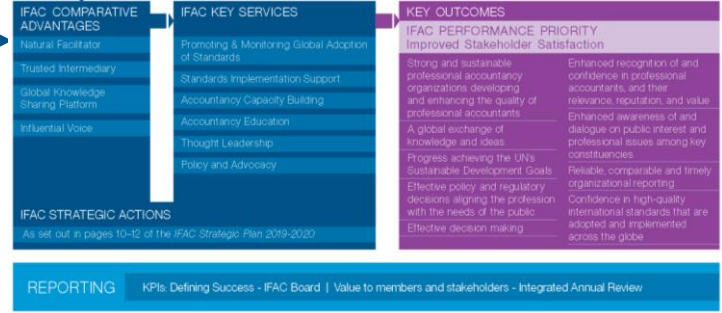 IFAC COMPARATIVE
ADVANTAGES
Natural Facilitator
Trusted Intermediary
Global Knowledge
Sharing Platform
Influential Voice
IFAC KEY SERVICES
Promoting & Monitoring Global Adoption
of Standards
Standards Implementation Support
Accountancy Capacity Building
Accountancy Education
Thought Leadership
Policy and Advocacy
IFAC STRATEGIC ACTIONS
As set out in pages 10–12 of the IFAC Strategic Plan 2019-2020
KEY OUTCOMES
IFAC PERFORMANCE PRIORITY
Improved Stakeholder Satisfaction
Strong and sustainable
professional accountancy
organizations developing
and enhancing the quality of
professional accountants
A global exchange of
knowledge and ideas
Progress achieving the UN's
Sustainable Development Goals
Effective policy and regulatory
decisions aligning the profession
with the needs of the public
Effective decision making
Enhanced recognition of and
confidence in professional
accountants, and their
relevance, reputation, and value
Enhanced awareness of and
dialogue on public interest and
professional issues among key
constituencies
Reliable, comparable and timely
organizational reporting
Confidence in high-quality
international standards that are
adopted and implemented
across the globe
REPORTING
KPIs: Defining Success - IFAC Board | Value to members and stakeholders - Integrated Annual Review